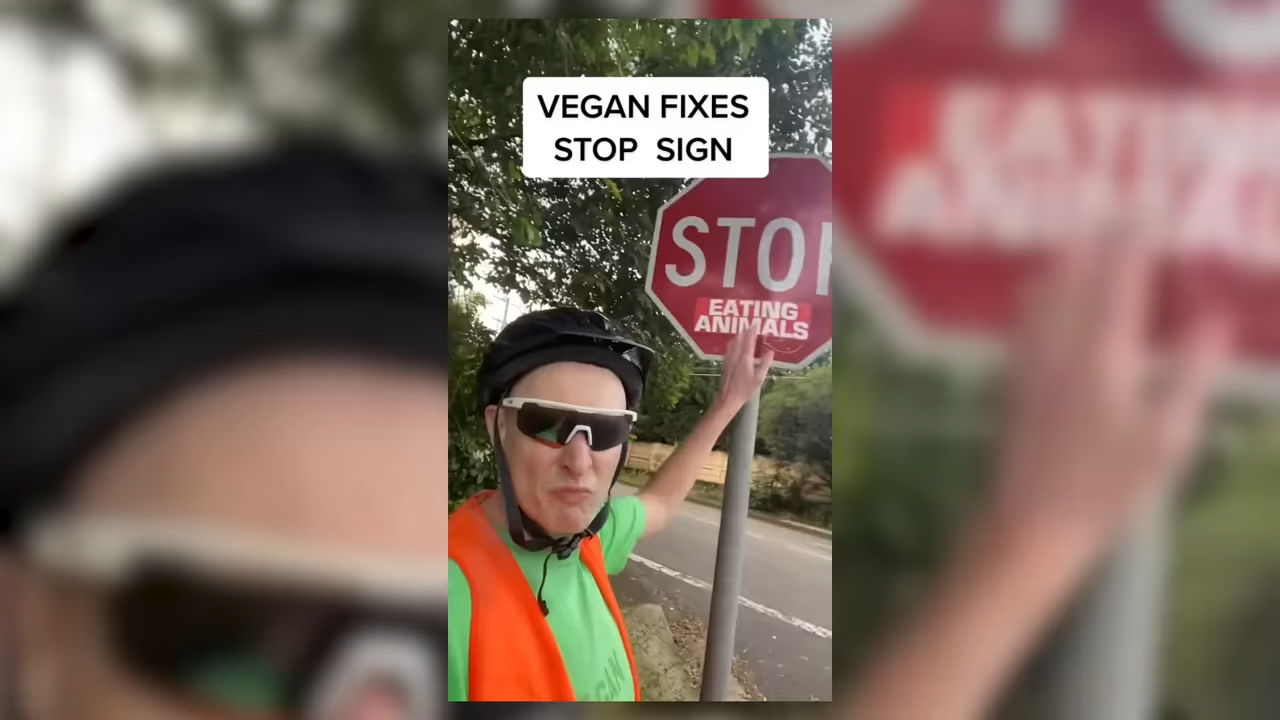 VEGAN FIXES
STOP SIGN
STOP
EATING
ANIMALS